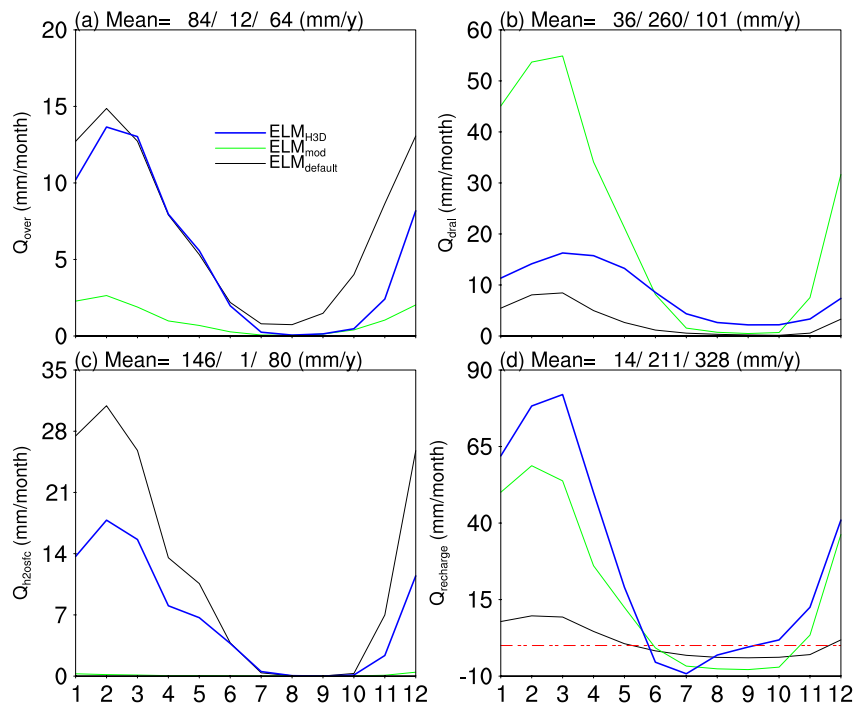 (a) Mean= 84/ 12/ 64 (mm/y)
20
15
10
5
0
Q_over (mm/month)
ELM_H3D
ELM_mod
ELM_default
(b) Mean= 36/ 260/ 101 (mm/y)
60
50
40
30
20
10
0
Q_dral (mm/month)
(c) Mean= 146/ 1/ 80 (mm/y)
35
28
21
14
7
0
Q_h2osfc (mm/month)
1 2 3 4 5 6 7 8 9 10 11 12
(d) Mean= 14/ 211/ 328 (mm/y)
90
65
40
15
-10
Q_recharge (mm/month)
1 2 3 4 5 6 7 8 9 10 11 12